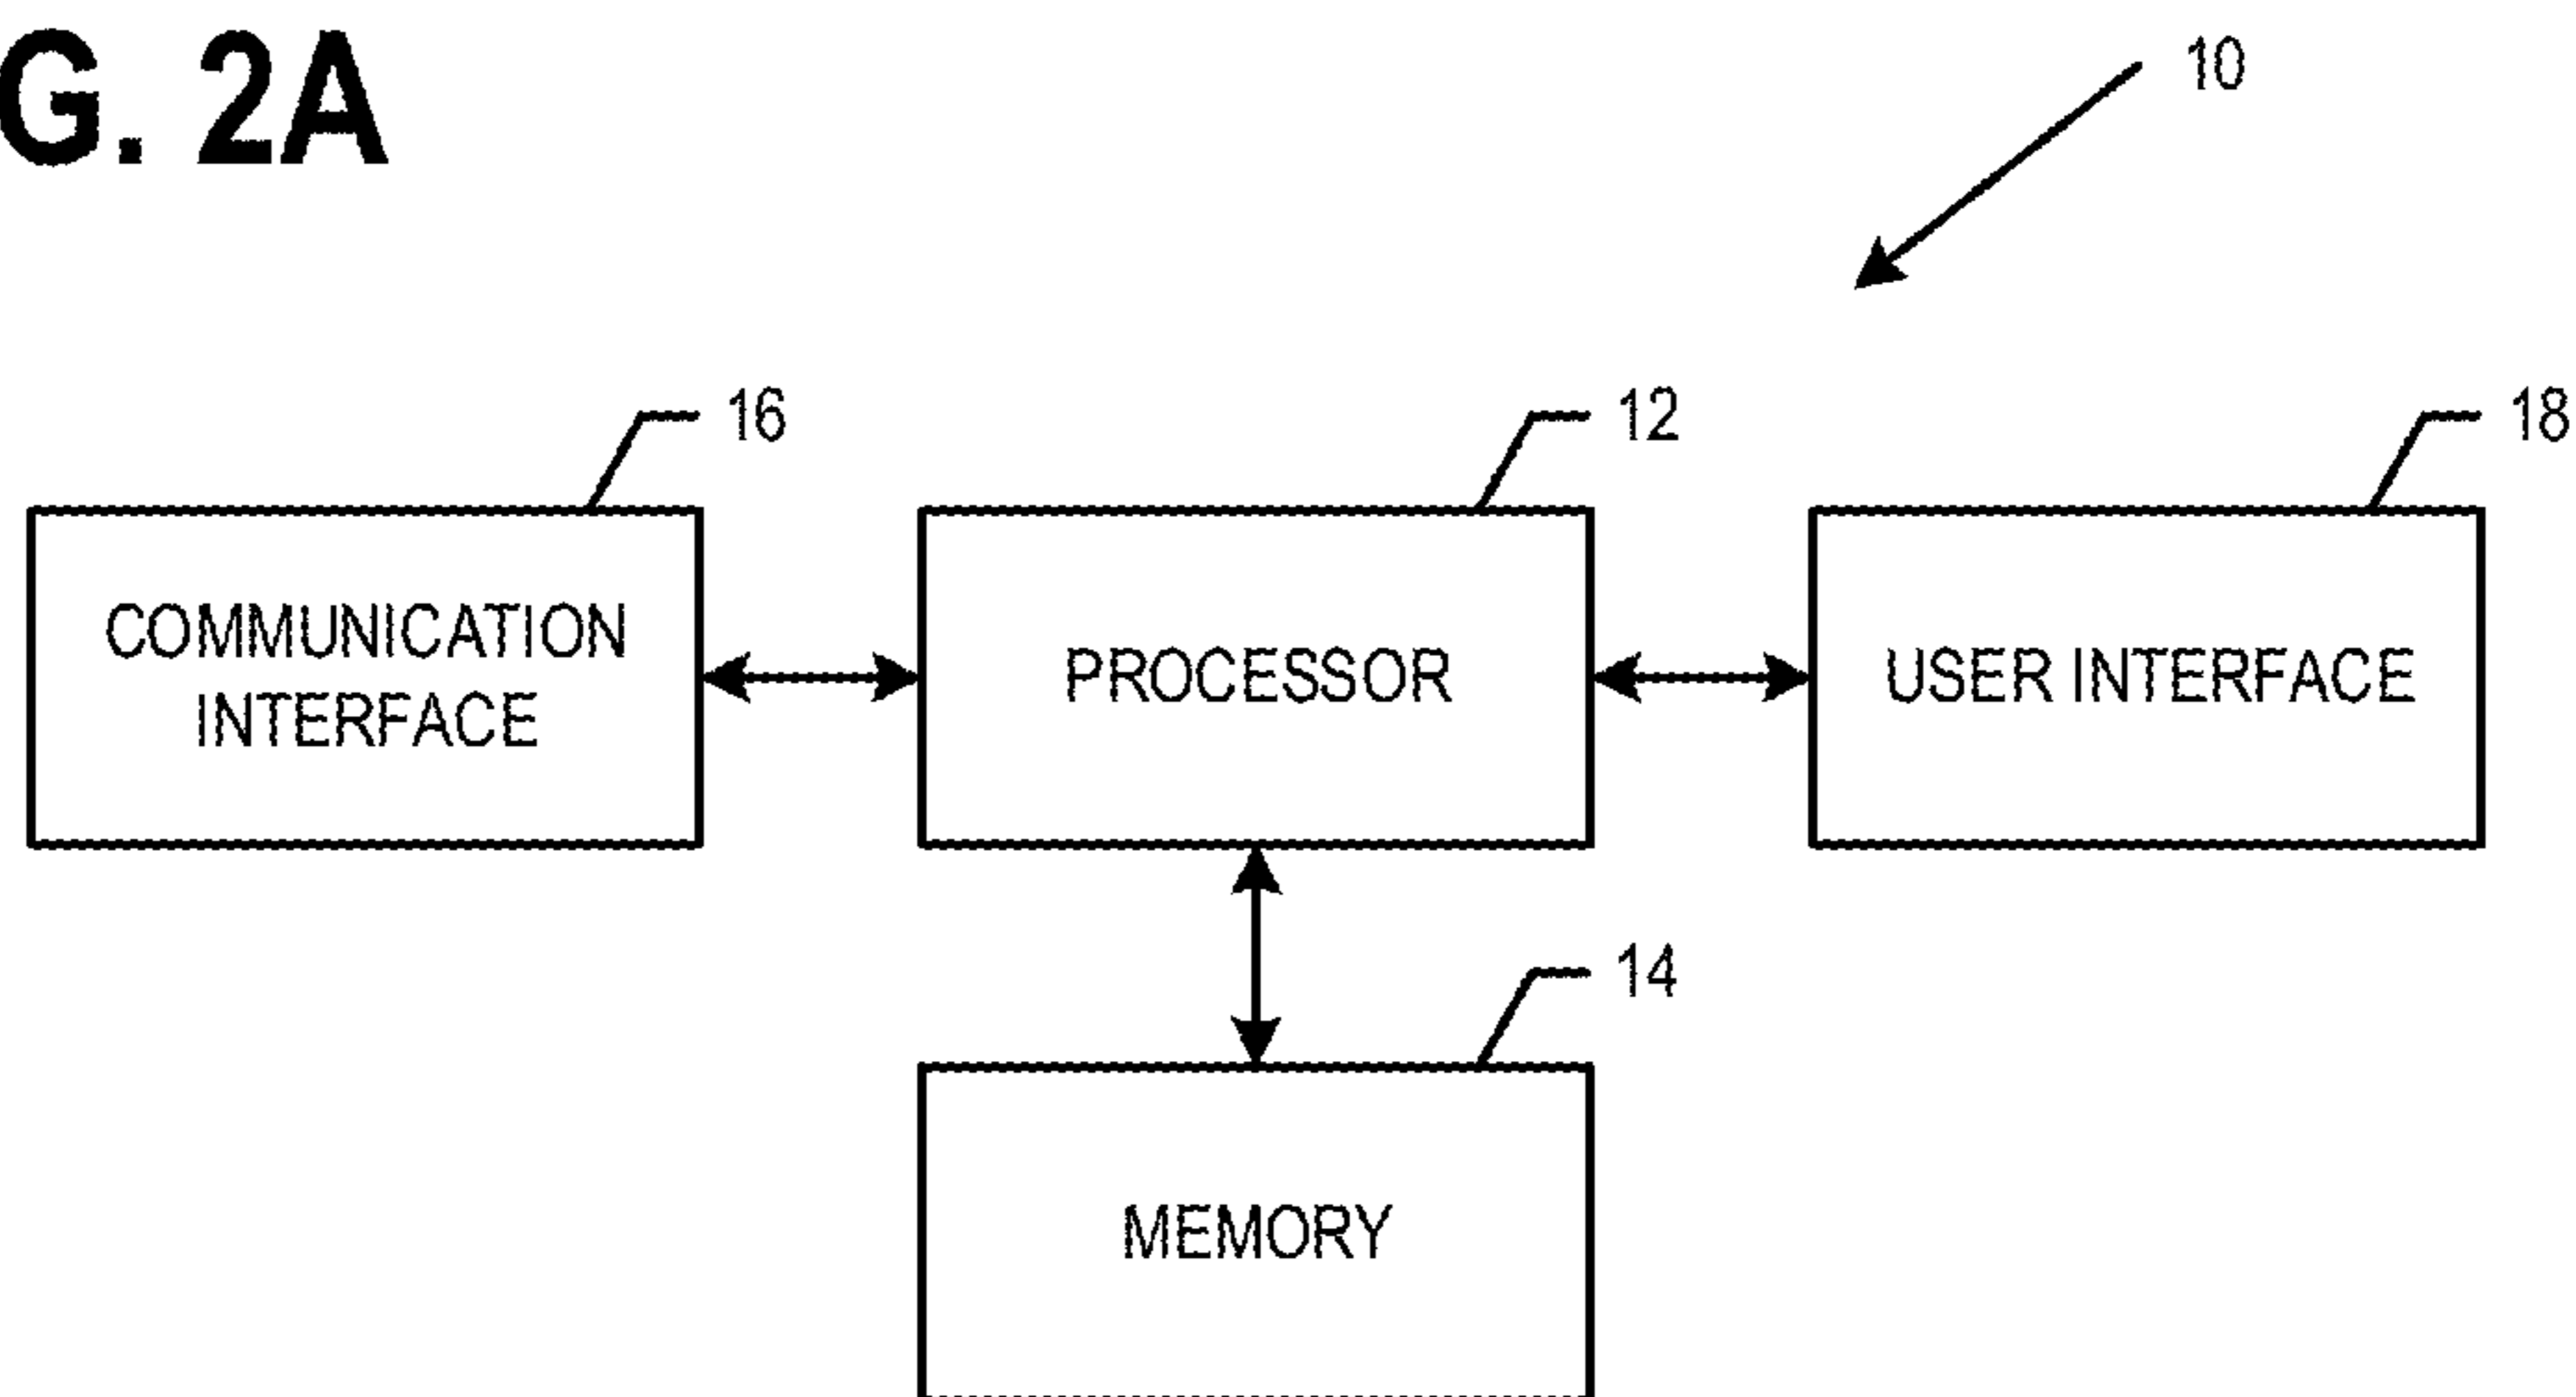 G. 2A
10
16
12
18
COMMUNICATION
INTERFACE
PROCESSOR
USER INTERFACE
14
MEMORY